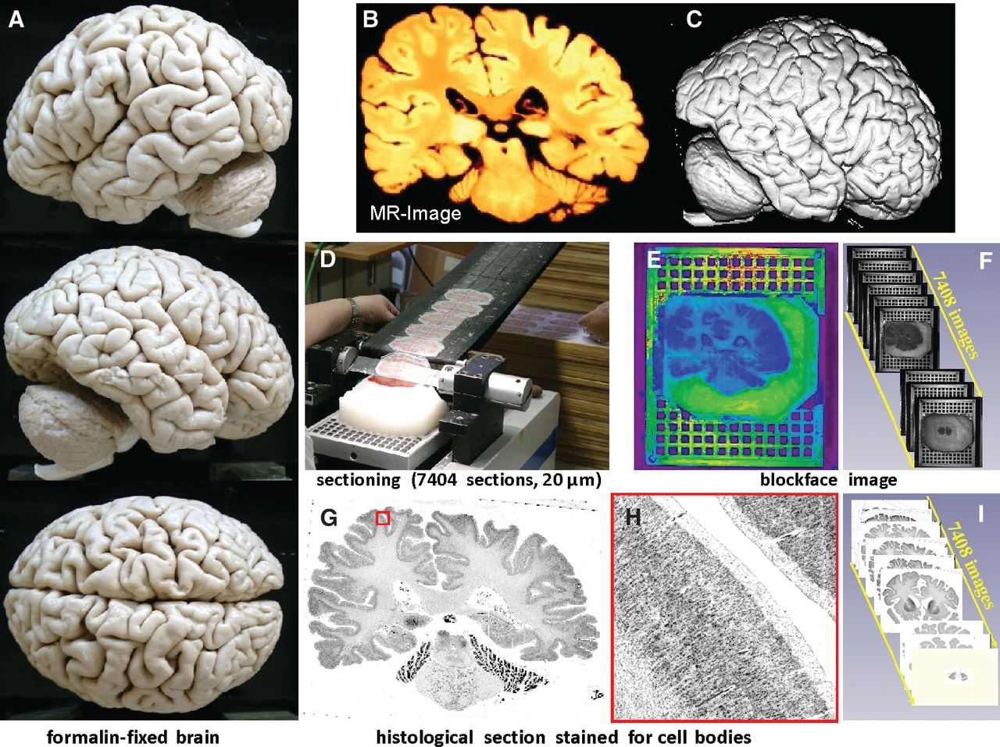 A
B
C
MR-Image
D
E
F
7408 images
sectioning (7404 sections, 20 µm)
blockface image
G
H
I
7408 images
formalin-fixed brain
histological section stained for cell bodies